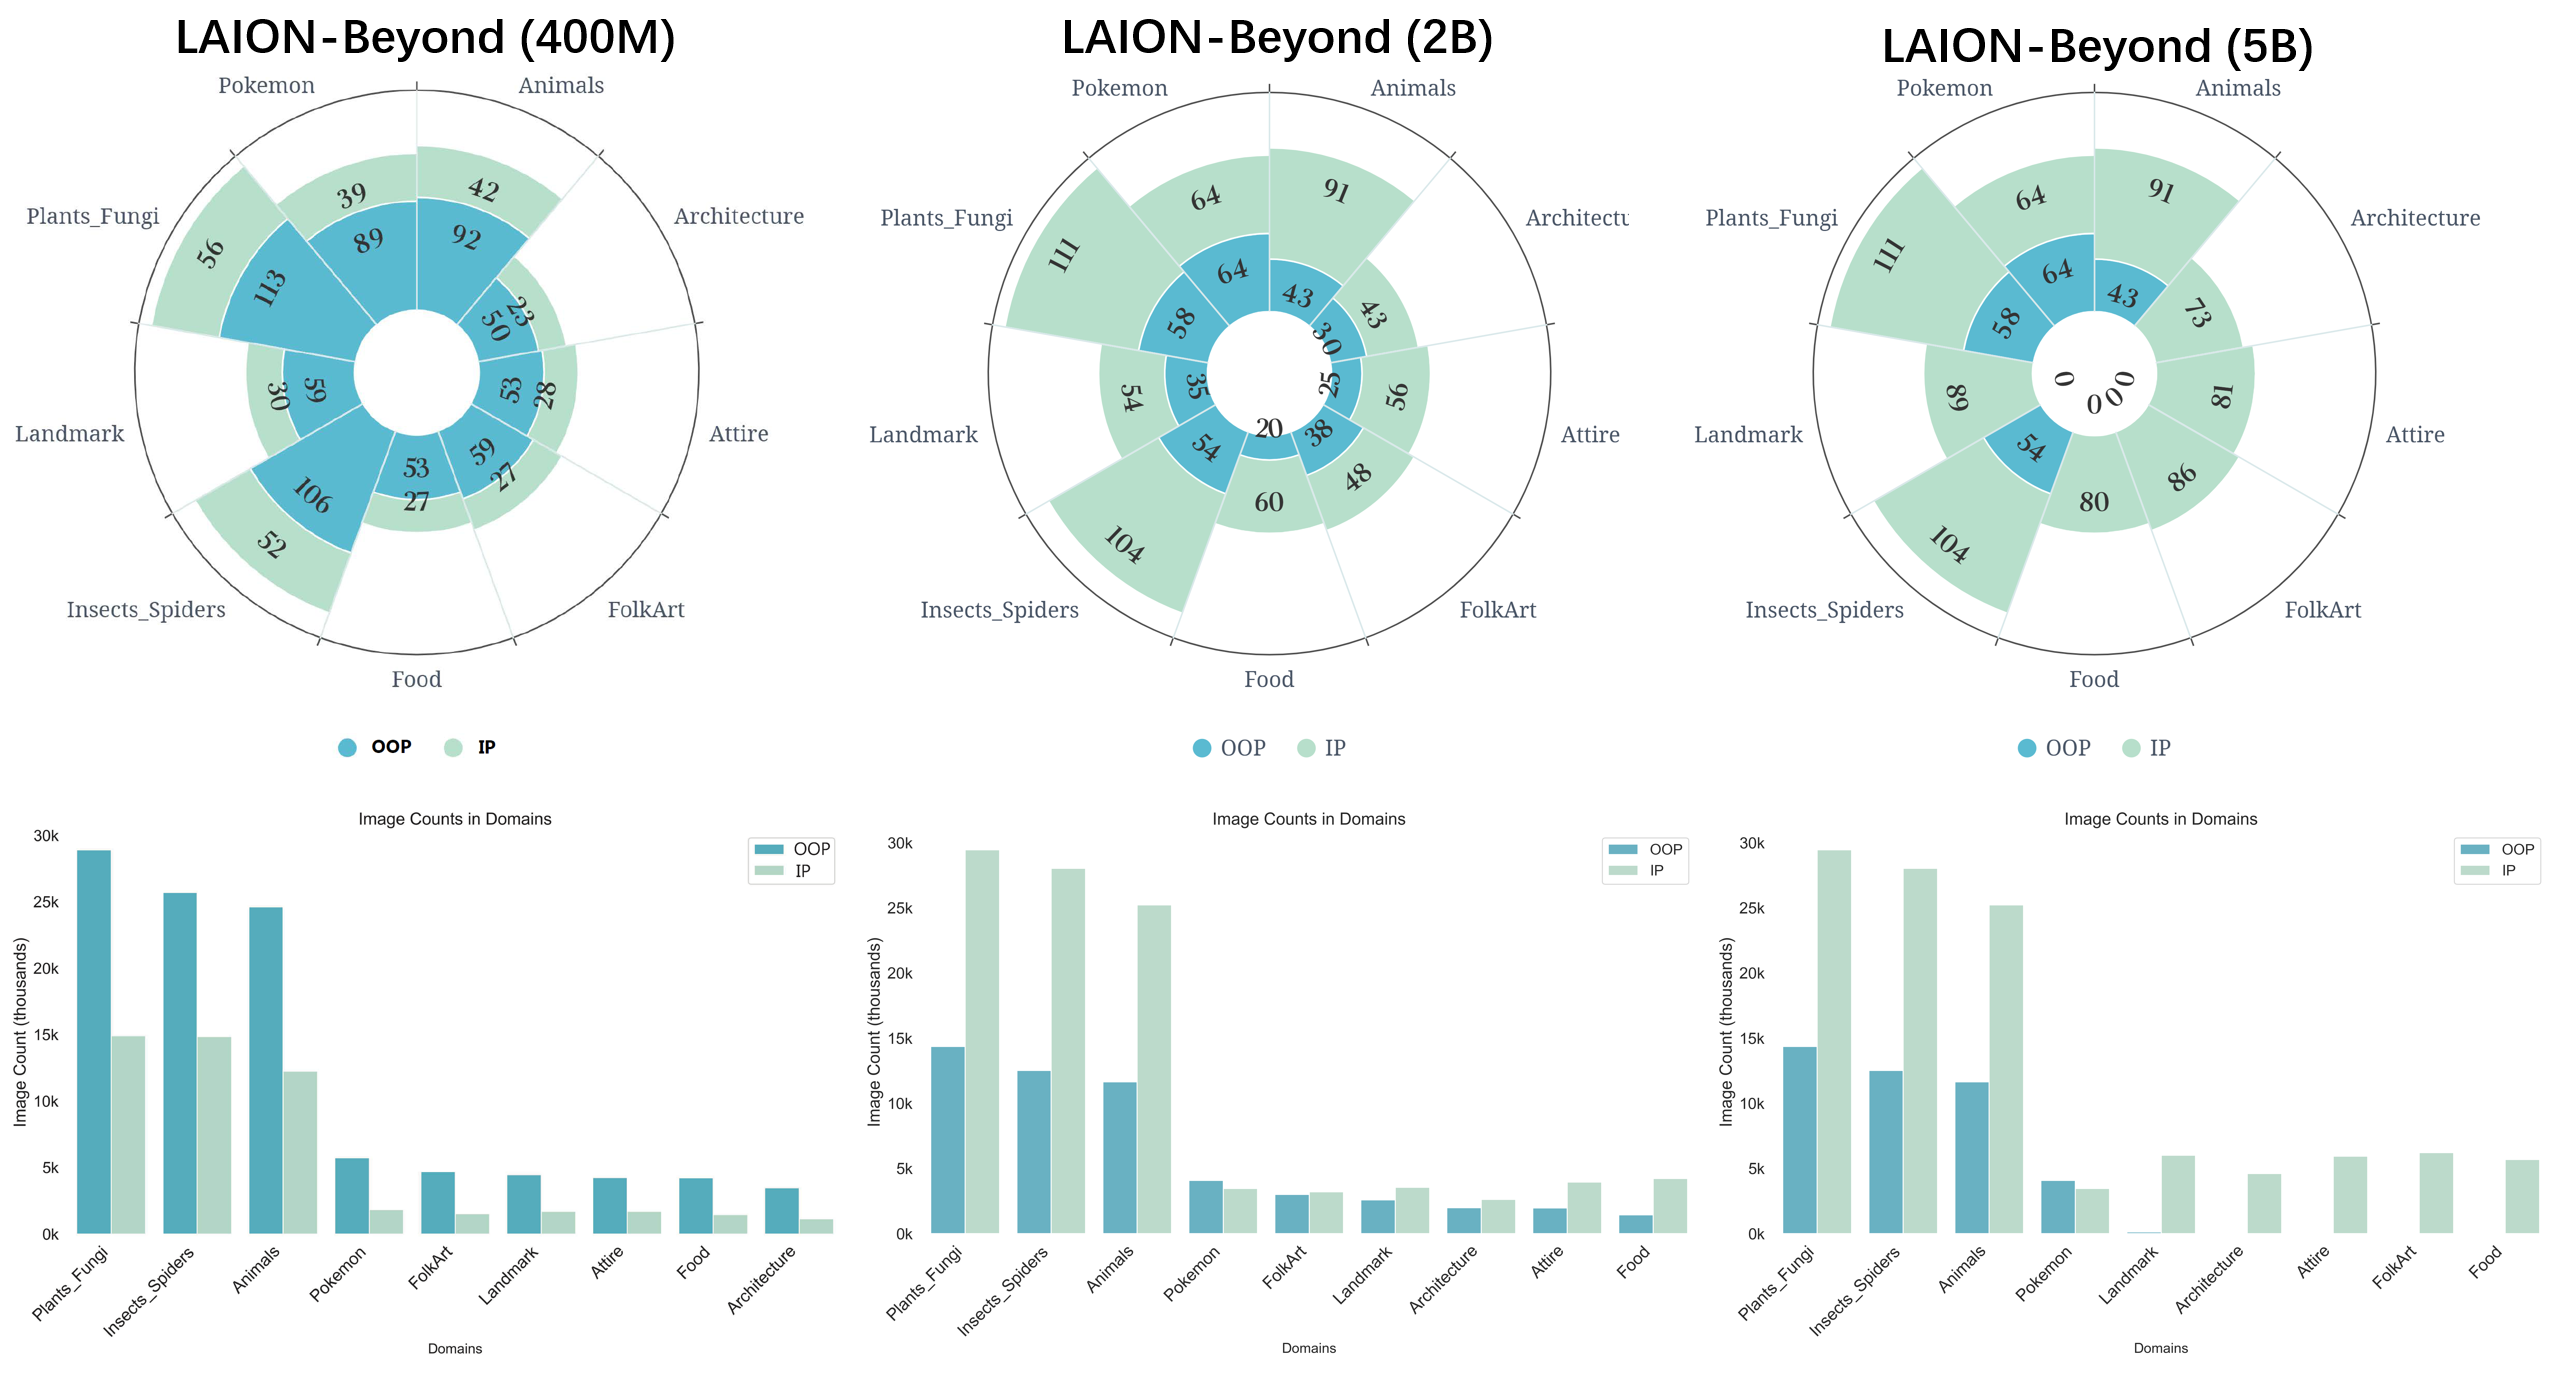 LAION-Beyond (400M)
Pokemon
Animals
Plants_Fungi
Architecture
Landmark
Attire
Insects_Spiders
FolkArt
Food
39
42
89
92
56
113
23
50
30
59
53
28
106
53
59
52
27
27
OOP
IP
LAION-Beyond (2B)
Pokemon
Animals
Plants_Fungi
Architectu
Landmark
Attire
Insects_Spiders
FolkArt
Food
64
91
64
43
111
58
43
30
54
35
25
56
54
20
38
104
60
48
OOP
IP
LAION-Beyond (5B)
Pokemon
Animals
Plants_Fungi
Architecture
Landmark
Attire
Insects_Spiders
FolkArt
Food
64
91
64
43
111
58
73
89
0
0
0
0
81
54
104
80
86
OOP
IP
Image Counts in Domains
OOP
IP
Image Count (thousands)
30k
25k
20k
15k
10k
5k
0k
Plants_Fungi
Insects_Spiders
Animals
Pokemon
FolkArt
Landmark
Attire
Food
Architecture
Domains
Image Counts in Domains
OOP
IP
Image Count (thousands)
30k
25k
20k
15k
10k
5k
0k
Plants_Fungi
Insects_Spiders
Animals
Pokemon
FolkArt
Landmark
Architecture
Attire
Food
Domains
Image Counts in Domains
OOP
IP
Image Count (thousands)
30k
25k
20k
15k
10k
5k
0k
Plants_Fungi
Insects_Spiders
Animals
Pokemon
Landmark
Architecture
Attire
FolkArt
Food
Domains